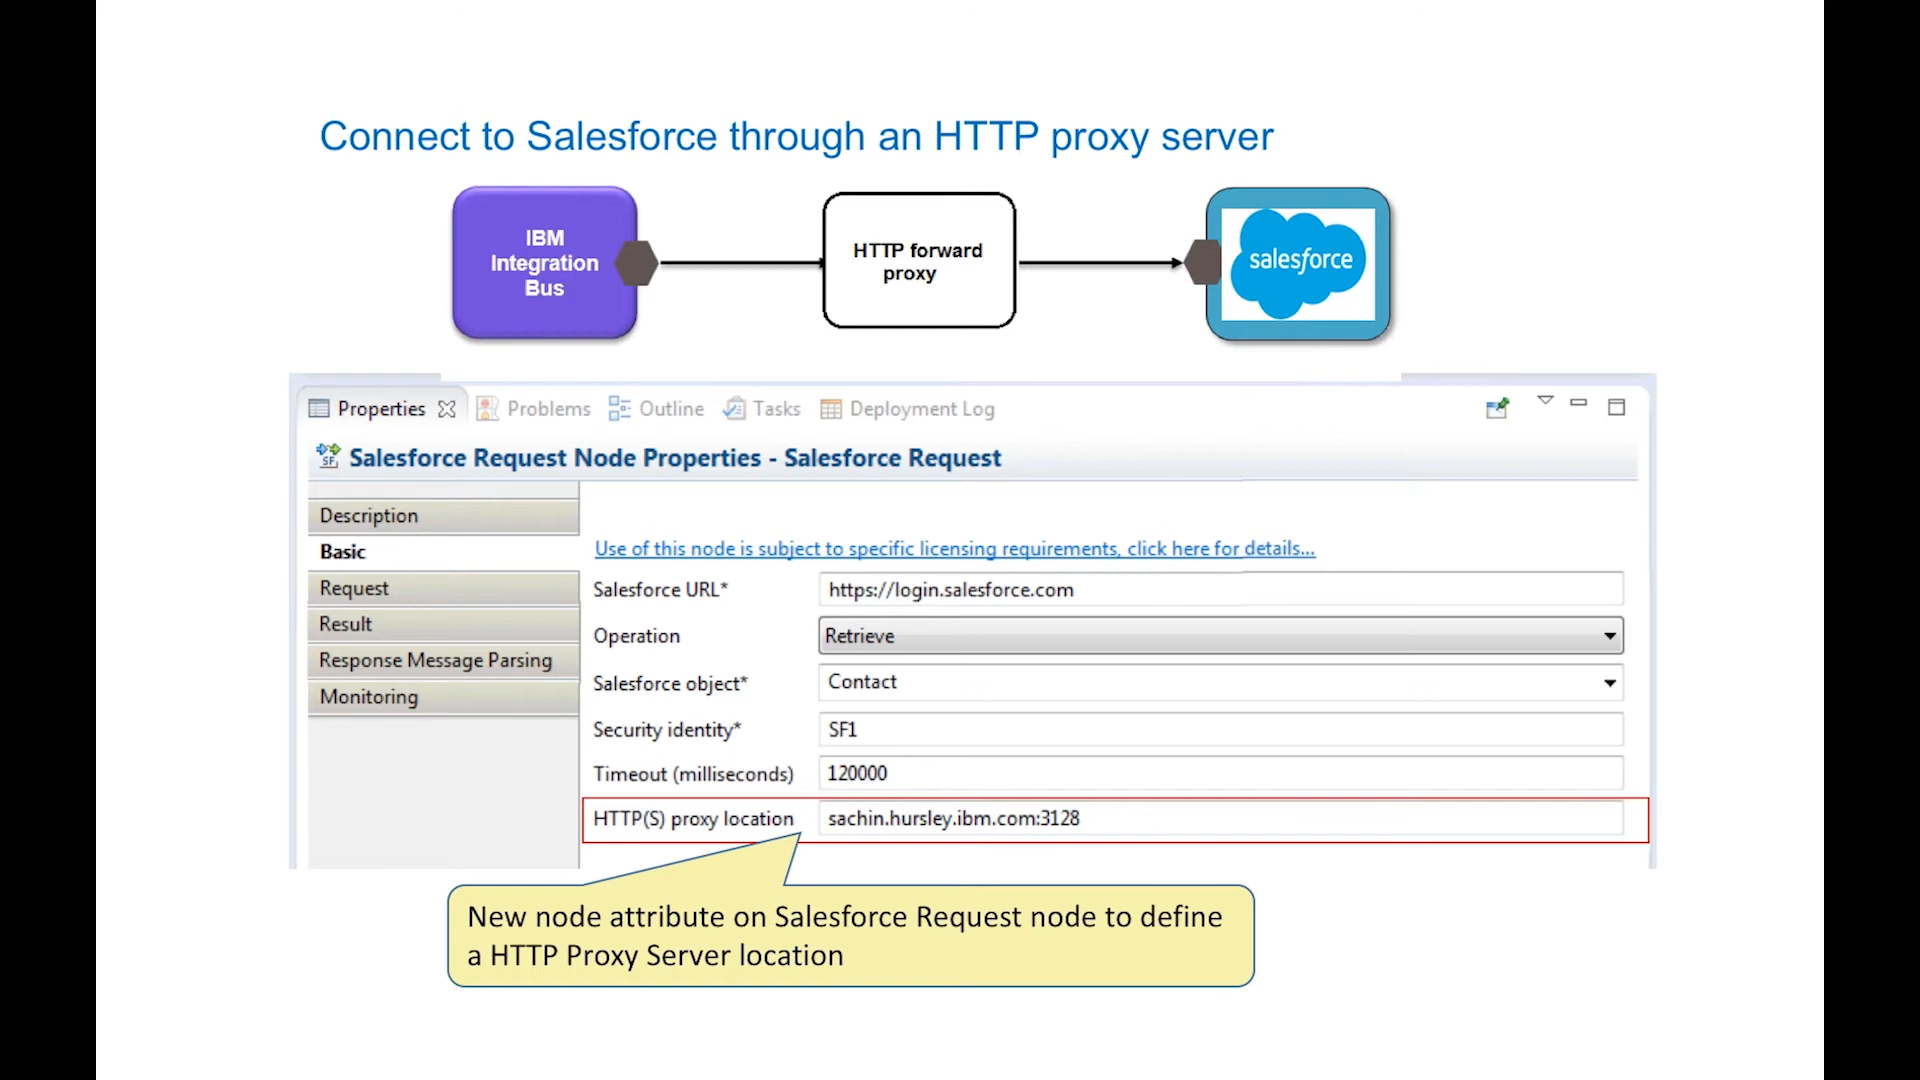 Connect to Salesforce through an HTTP proxy server
IBM
Integration
Bus
HTTP forward
proxy
salesforce
Properties
Problems
Outline
Tasks
Deployment Log
SF
Salesforce Request Node Properties - Salesforce Request
Description
Basic
Request
Result
Response Message Parsing
Monitoring
Use of this node is subject to specific licensing requirements, click here for details...
Salesforce URL* https://login.salesforce.com
Operation Retrieve
Salesforce object* Contact
Security identity* SF1
Timeout (milliseconds) 120000
HTTP(S) proxy location sachin.hursley.ibm.com:3128
New node attribute on Salesforce Request node to define
a HTTP Proxy Server location